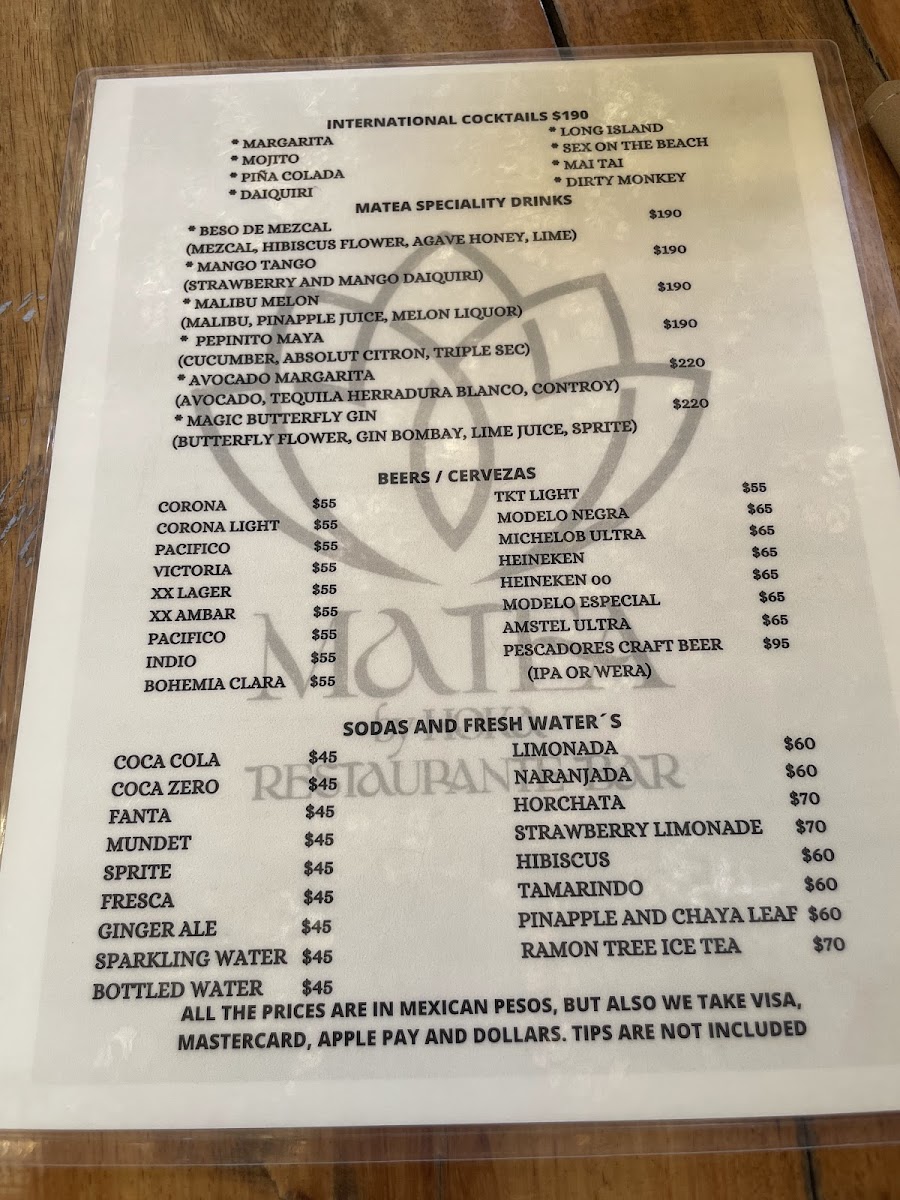 INTERNATIONAL COCKTAILS $190
* MARGARITA
* MOJITO
* PIÑA COLADA
* DAIQUIRI
* LONG ISLAND
* SEX ON THE BEACH
* MAI TAI
* DIRTY MONKEY
MATEA SPECIALITY DRINKS
* BESO DE MEZCAL $190
(MEZCAL, HIBISCUS FLOWER, AGAVE HONEY, LIME)
* MANGO TANGO $190
(STRAWBERRY AND MANGO DAIQUIRI)
* MALIBU MELON $190
(MALIBU, PINAPPLE JUICE, MELON LIQUOR)
* PEPINITO MAYA $190
(CUCUMBER, ABSOLUT CITRON, TRIPLE SEC)
* AVOCADO MARGARITA $220
(AVOCADO, TEQUILA HERRADURA BLANCO, CONTROY)
* MAGIC BUTTERFLY GIN $220
(BUTTERFLY FLOWER, GIN BOMBAY, LIME JUICE, SPRITE)
BEERS / CERVEZAS
CORONA $55
CORONA LIGHT $55
PACIFICO $55
VICTORIA $55
XX LAGER $55
XX AMBAR $55
PACIFICO $55
INDIO $55
BOHEMIA CLARA $55
TKT LIGHT $55
MODELO NEGRA $65
MICHELOB ULTRA $65
HEINEKEN $65
HEINEKEN 00 $65
MODELO ESPECIAL $65
AMSTEL ULTRA $65
PESCADORES CRAFT BEER $95
(IPA OR WERA)
MATEA
by HOKA
RESTAURANTE BAR
SODAS AND FRESH WATER´S
COCA COLA $45
COCA ZERO $45
FANTA $45
MUNDET $45
SPRITE $45
FRESCA $45
GINGER ALE $45
SPARKLING WATER $45
BOTTLED WATER $45
LIMONADA $60
NARANJADA $60
HORCHATA $70
STRAWBERRY LIMONADE $70
HIBISCUS $60
TAMARINDO $60
PINAPPLE AND CHAYA LEAF $60
RAMON TREE ICE TEA $70
ALL THE PRICES ARE IN MEXICAN PESOS, BUT ALSO WE TAKE VISA,
MASTERCARD, APPLE PAY AND DOLLARS. TIPS ARE NOT INCLUDED